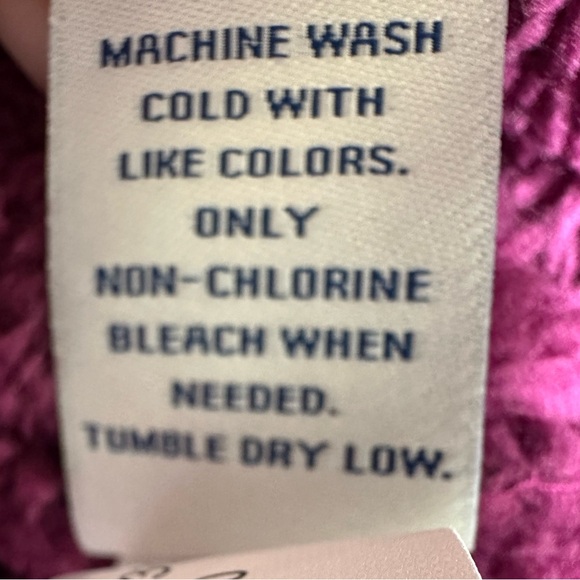 MACHINE WASH
COLD WITH
LIKE COLORS.
ONLY
NON-CHLORINE
BLEACH WHEN
NEEDED.
TUMBLE DRY LOW.